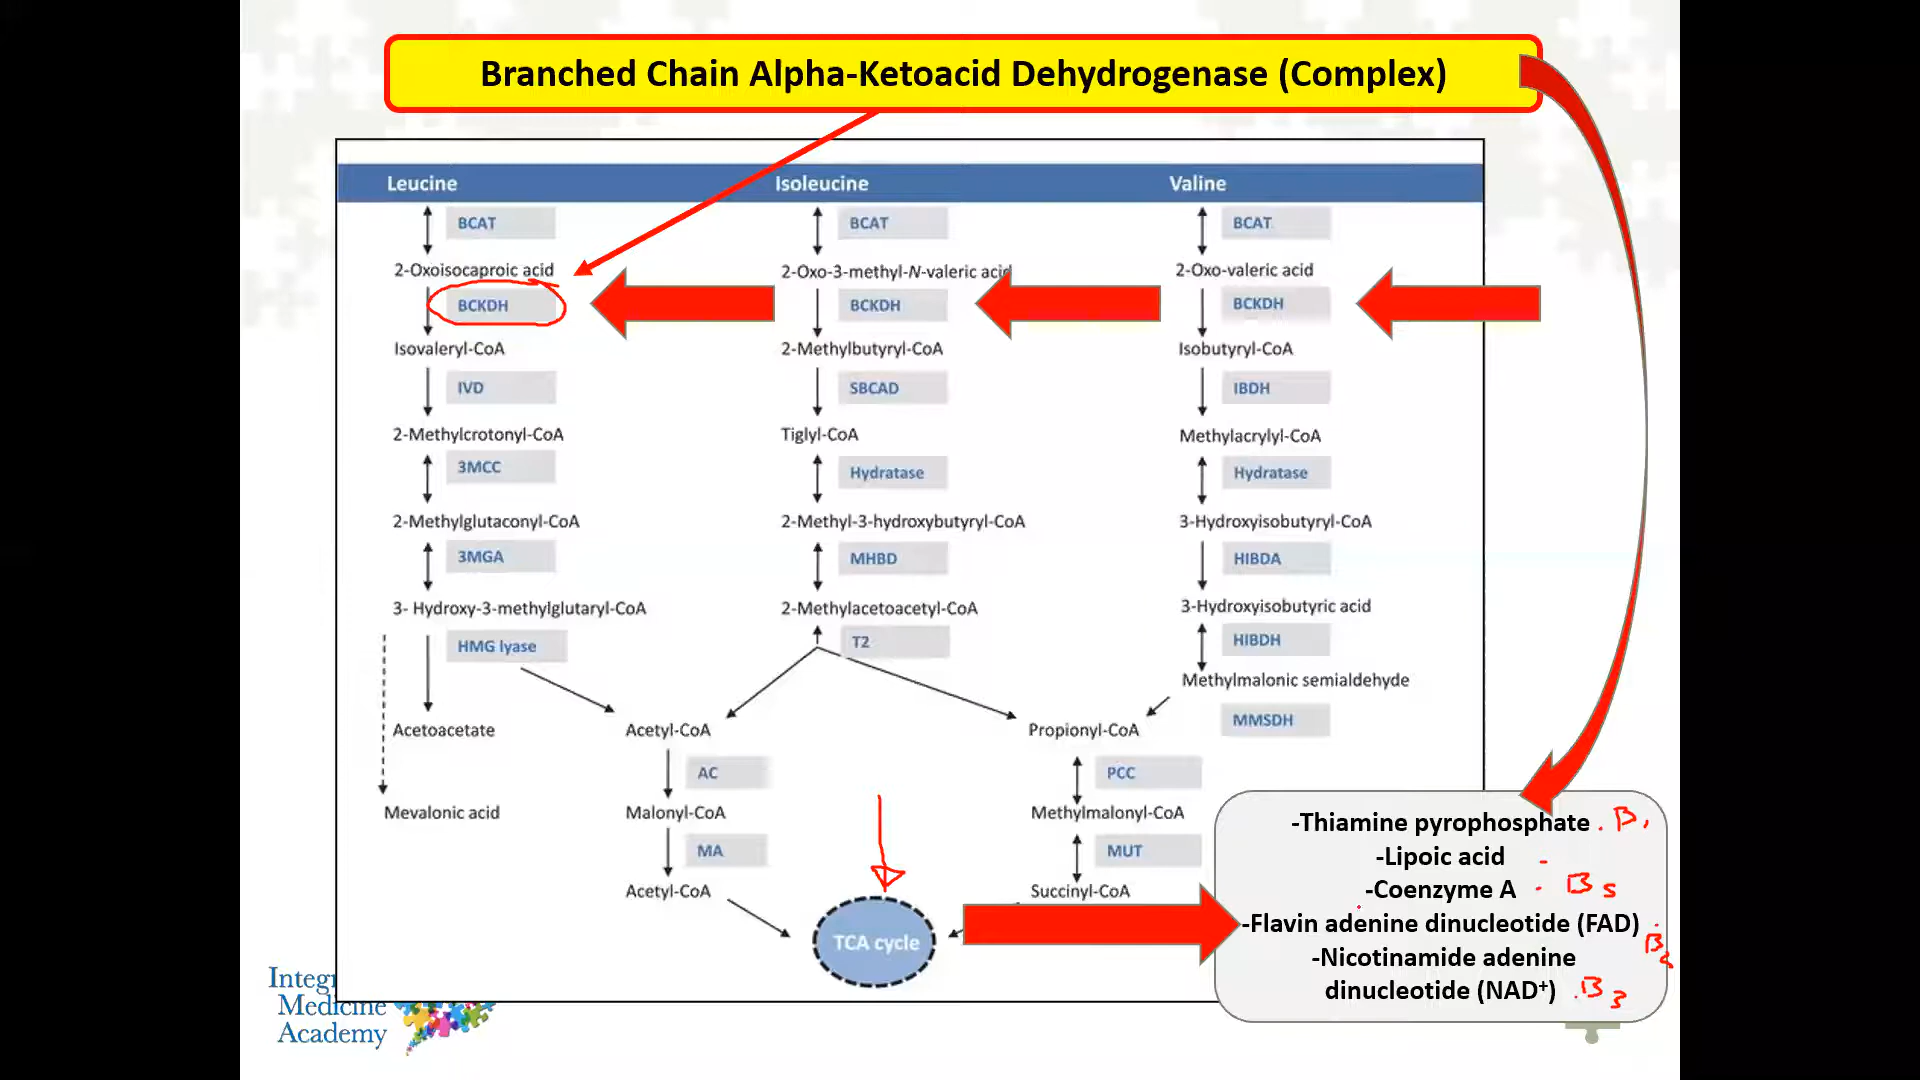 Branched Chain Alpha-Ketoacid Dehydrogenase (Complex)
Leucine Isoleucine Valine
BCAT BCAT BCAT
2-Oxoisocaproic acid 2-Oxo-3-methyl-N-valeric acid 2-Oxo-valeric acid
BCKDH BCKDH BCKDH
Isovaleryl-CoA 2-Methylbutyryl-CoA Isobutyryl-CoA
IVD SBCAD IBDH
2-Methylcrotonyl-CoA Tiglyl-CoA Methylacrylyl-CoA
3MCC Hydratase Hydratase
2-Methylglutaconyl-CoA 2-Methyl-3-hydroxybutyryl-CoA 3-Hydroxyisobutyryl-CoA
3MGA MHBD HIBDA
3- Hydroxy-3-methylglutaryl-CoA 2-Methylacetoacetyl-CoA 3-Hydroxyisobutyric acid
HMG lyase T2 HIBDH
Methylmalonic semialdehyde
MMSDH
Acetoacetate Acetyl-CoA Propionyl-CoA
AC PCC
Mevalonic acid Malonyl-CoA Methylmalonyl-CoA
MA MUT
Acetyl-CoA Succinyl-CoA
TCA cycle
-Thiamine pyrophosphate . B1
-Lipoic acid -
-Coenzyme A - B5
-Flavin adenine dinucleotide (FAD) - B2
-Nicotinamide adenine
dinucleotide (NAD+) . B3
Integr
Medicine
Academy